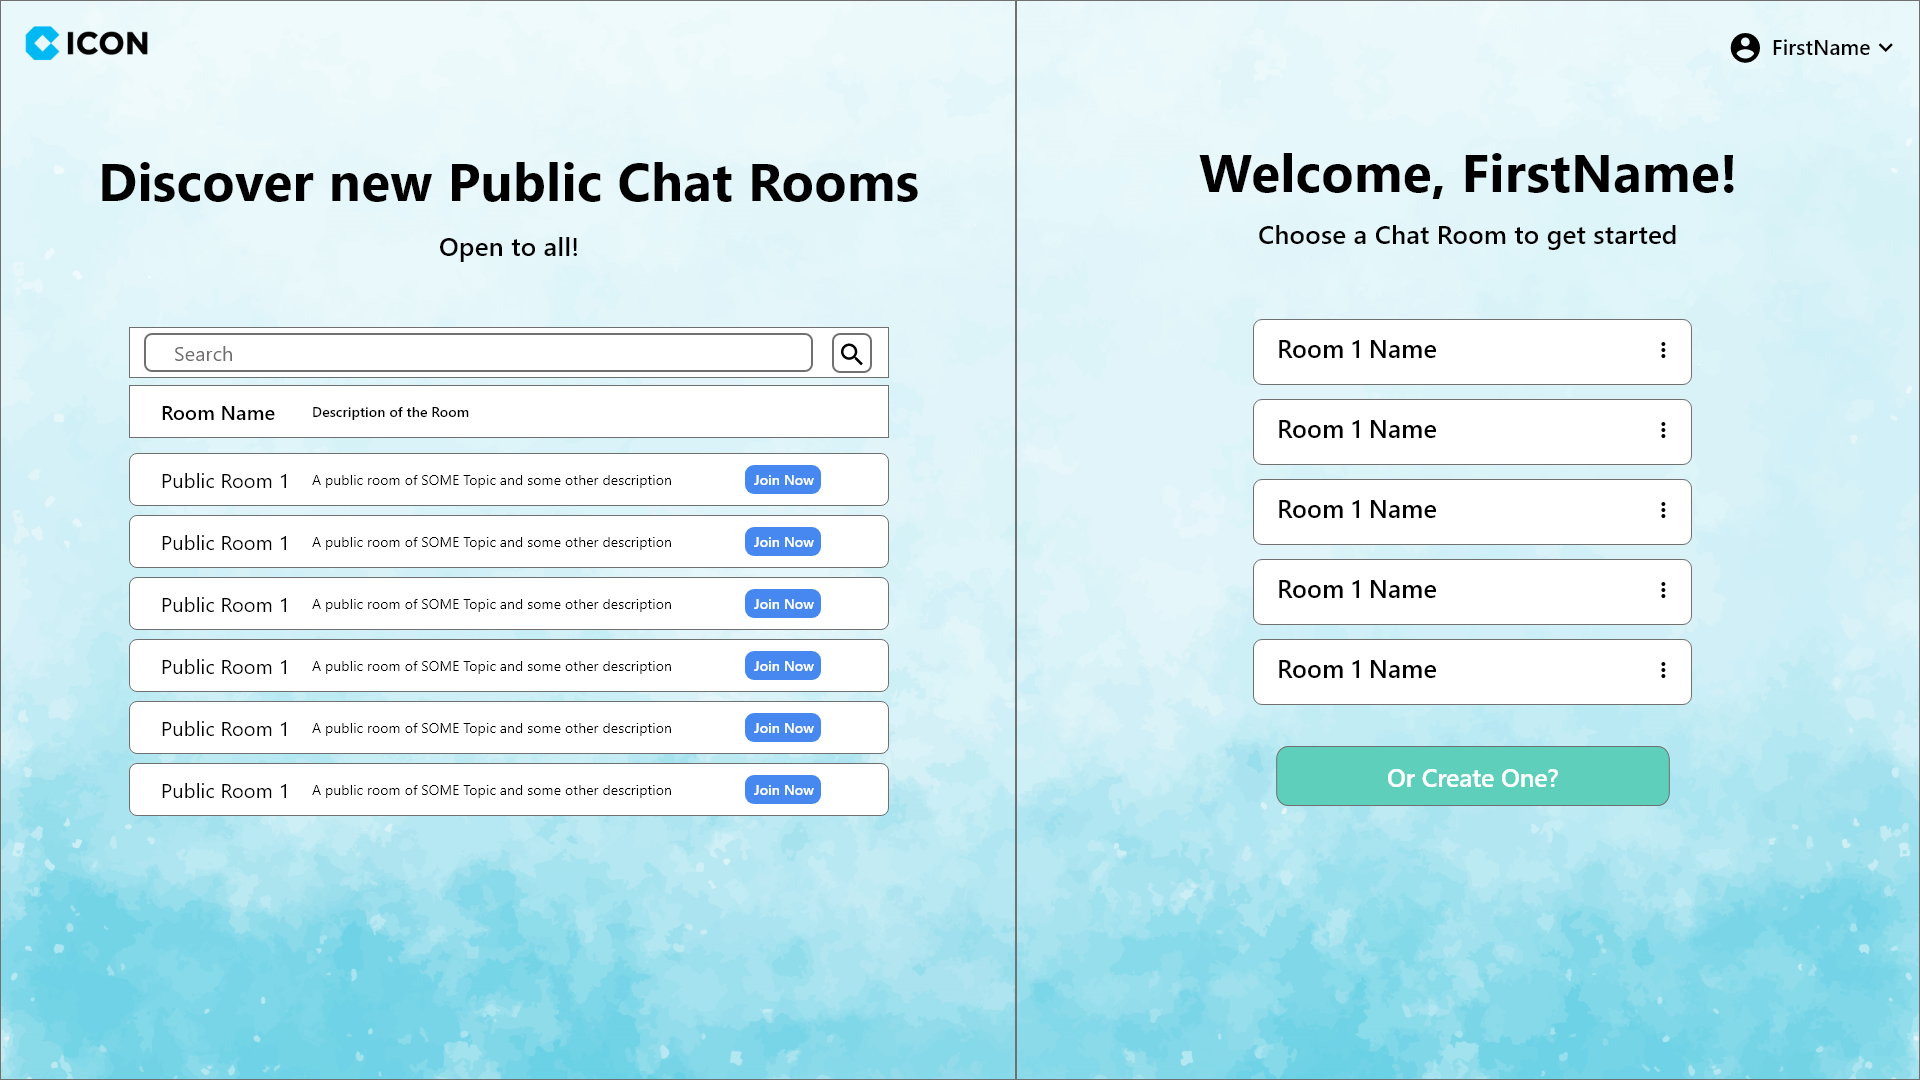 ICON
FirstName
Discover new Public Chat Rooms
Open to all!
Search
Room Name Description of the Room
Public Room 1 A public room of SOME Topic and some other description Join Now
Public Room 1 A public room of SOME Topic and some other description Join Now
Public Room 1 A public room of SOME Topic and some other description Join Now
Public Room 1 A public room of SOME Topic and some other description Join Now
Public Room 1 A public room of SOME Topic and some other description Join Now
Public Room 1 A public room of SOME Topic and some other description Join Now
Welcome, FirstName!
Choose a Chat Room to get started
Room 1 Name
Room 1 Name
Room 1 Name
Room 1 Name
Room 1 Name
Or Create One?